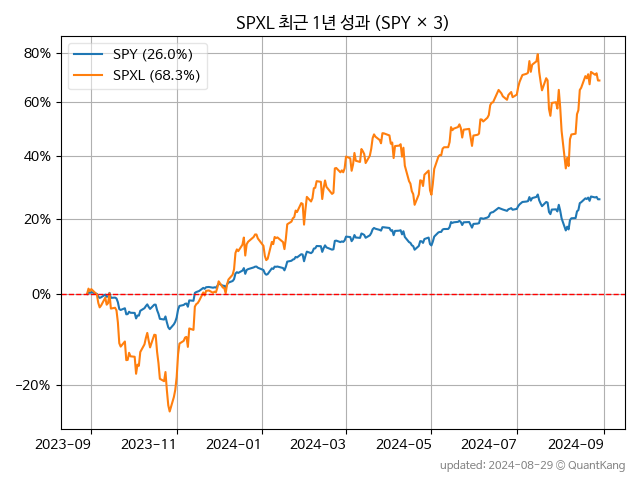 SPXL 최근 1년 성과 (SPY × 3)
SPY (26.0%)
SPXL (68.3%)
80%
60%
40%
20%
0%
−20%
2023-09 2023-11 2024-01 2024-03 2024-05 2024-07 2024-09
updated: 2024-08-29 © QuantKang